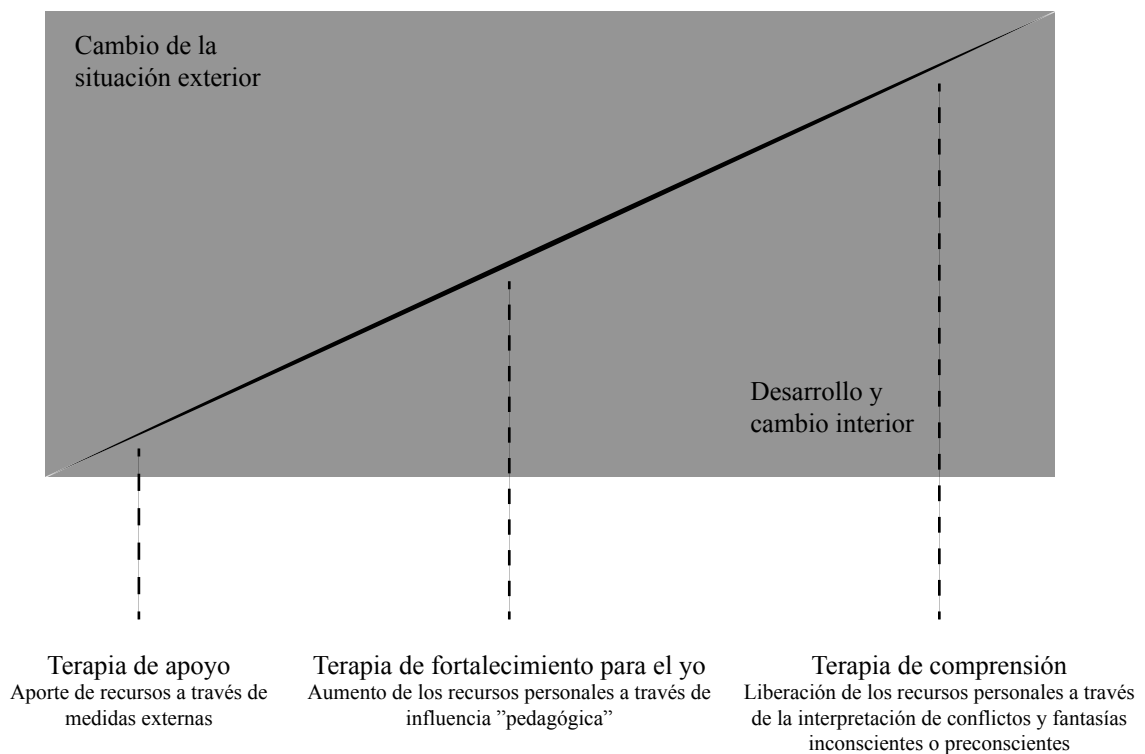 Cambio de la
situación exterior
Desarrollo y
cambio interior
Terapia de apoyo
Aporte de recursos a través de
medidas externas
Terapia de fortalecimiento para el yo
Aumento de los recursos personales a través de
influencia ”pedagógica”
Terapia de comprensión
Liberación de los recursos personales a través
de la interpretación de conflictos y fantasías
inconscientes o preconscientes